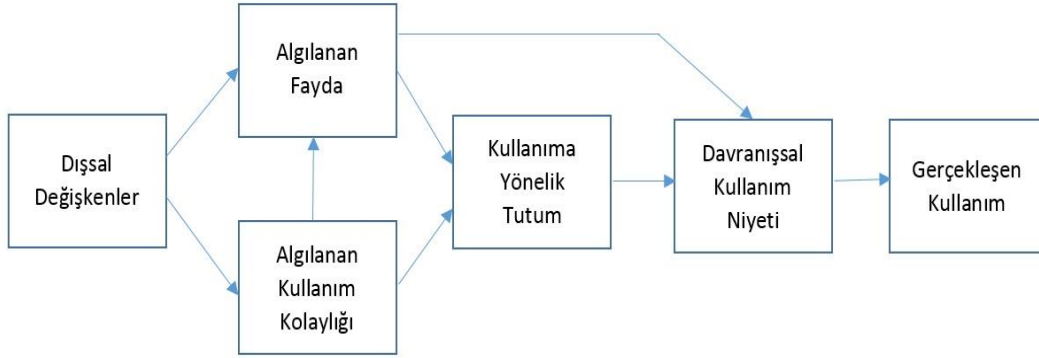 Dışsal
Değişkenler
Algılanan
Fayda
Algılanan
Kullanım
Kolaylığı
Kullanıma
Yönelik
Tutum
Davranışsal
Kullanım
Niyeti
Gerçekleşen
Kullanım